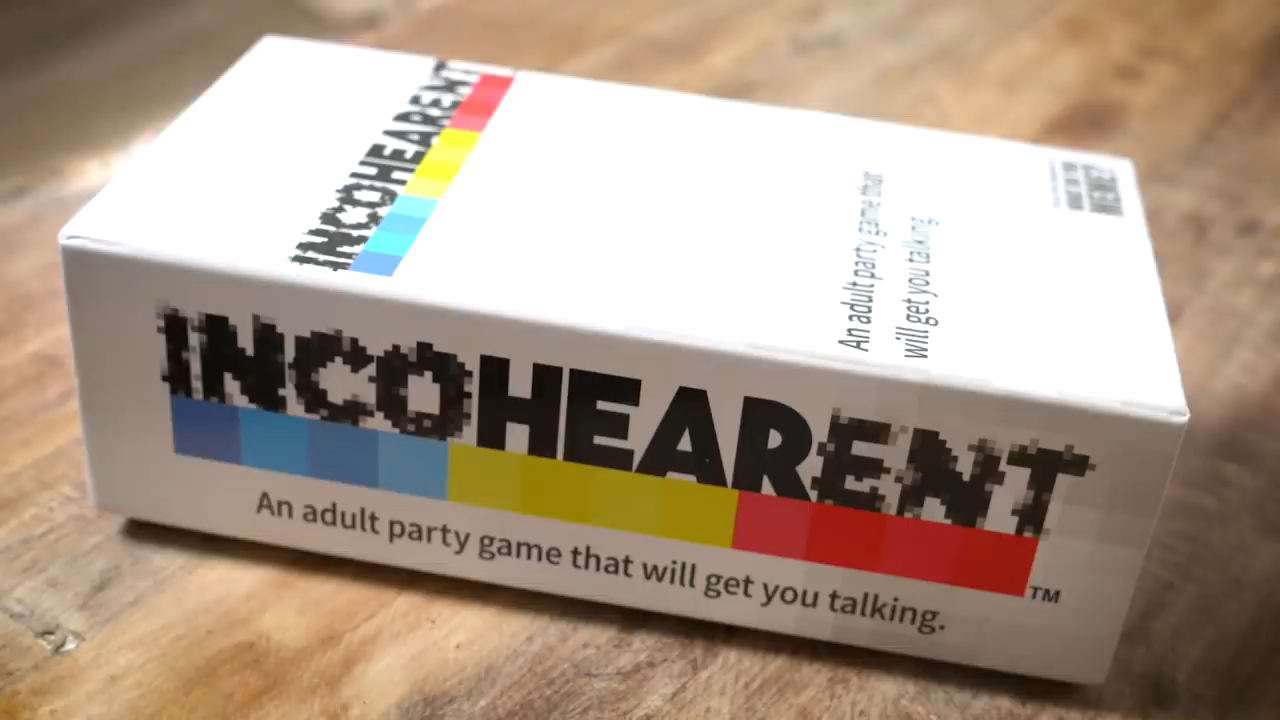 INCOHEARENT
An adult party game that
will get you talking.
INCOHEARENT
An adult party game that will get you talking.
TM